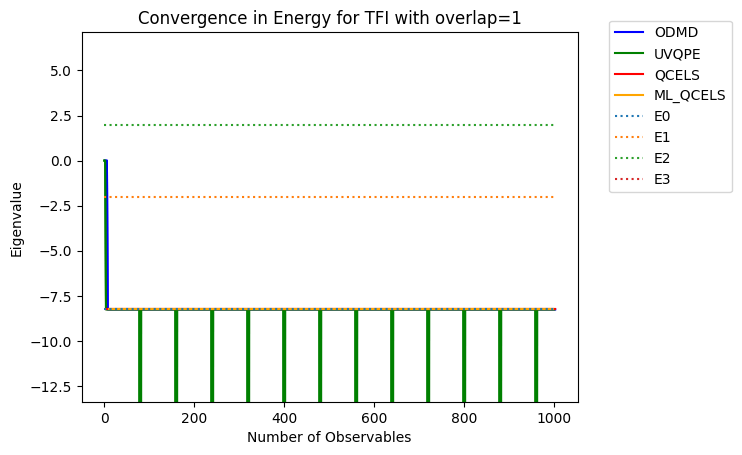 Convergence in Energy for TFI with overlap=1
ODMD
UVQPE
QCELS
ML_QCELS
E0
E1
E2
E3
5.0
2.5
0.0
−2.5
−5.0
−7.5
−10.0
−12.5
Eigenvalue
0
200
400
600
800
1000
Number of Observables